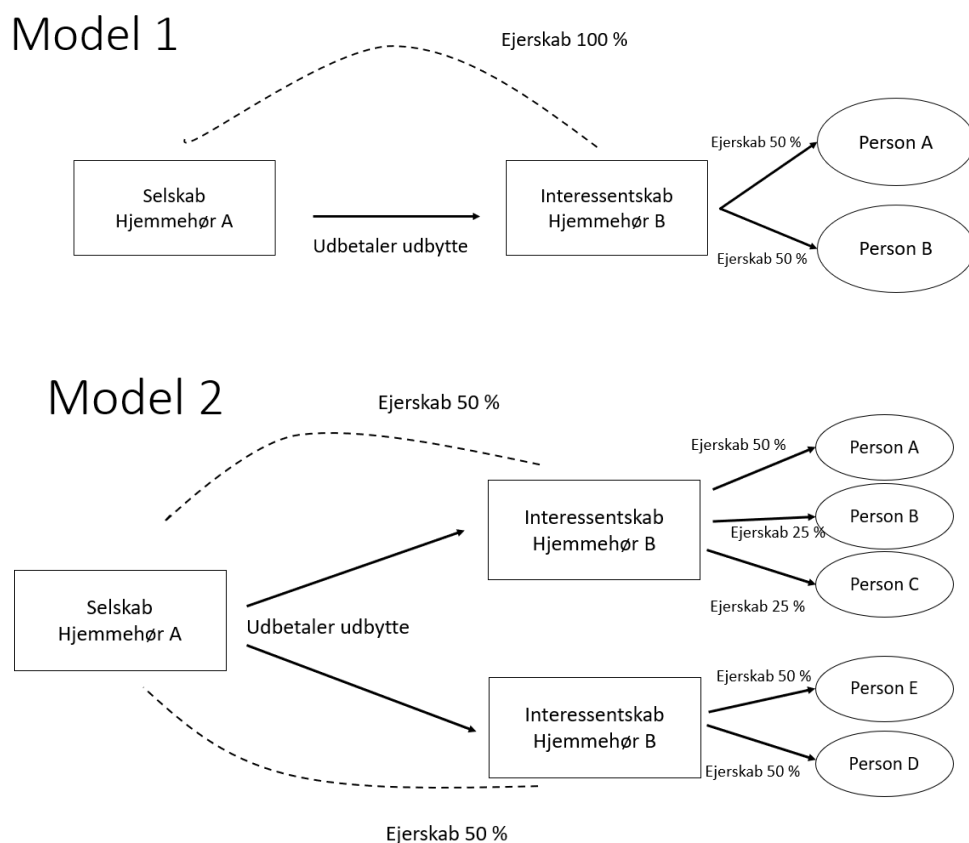 Model 1
Ejerskab 100 %
Selskab
Hjemmehør A
Udbetaler udbytte
Interessentskab
Hjemmehør B
Ejerskab 50 %
Person A
Ejerskab 50 %
Person B
Model 2
Ejerskab 50 %
Selskab
Hjemmehør A
Udbetaler udbytte
Interessentskab
Hjemmehør B
Ejerskab 50 %
Person A
Ejerskab 25 %
Person B
Ejerskab 25 %
Person C
Interessentskab
Hjemmehør B
Ejerskab 50 %
Person E
Ejerskab 50 %
Person D
Ejerskab 50 %